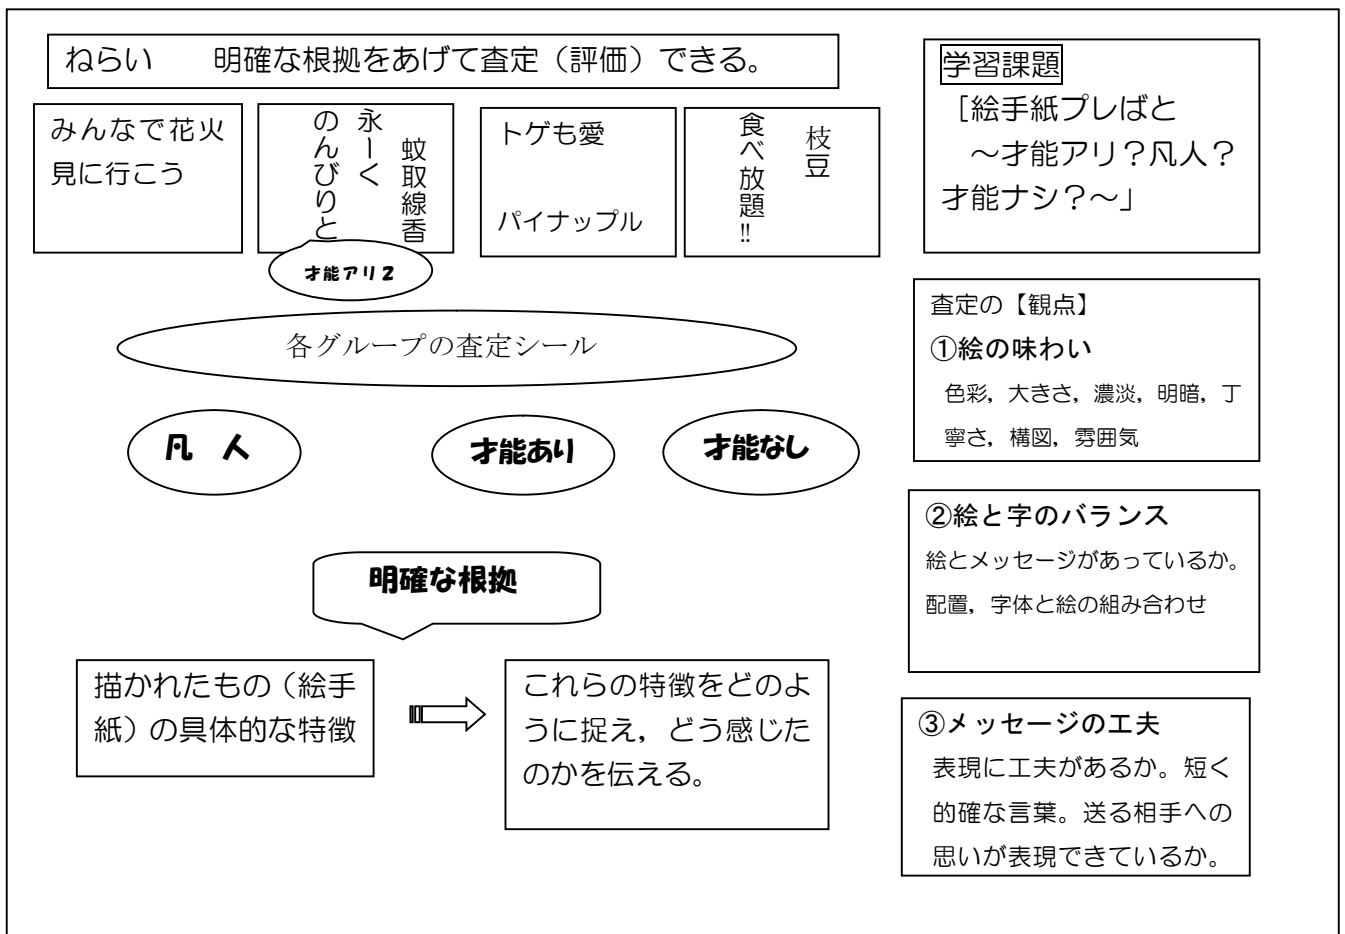 ねらい　　明確な根拠をあげて査定（評価）できる。
学習課題
［絵手紙プレばと
～才能アリ？凡人？
才能ナシ？～」
みんなで花火
見に行こう
蚊取線香
永ーく
のんびりと
トゲも愛
パイナップル
枝豆
食べ放題!!
才能アリ２
各グループの査定シール
凡　人
才能あり
才能なし
明確な根拠
描かれたもの（絵手
紙）の具体的な特徴
これらの特徴をどのよ
うに捉え，どう感じた
のかを伝える。
査定の【観点】
①絵の味わい
色彩，大きさ，濃淡，明暗，丁
寧さ，構図，雰囲気
②絵と字のバランス
絵とメッセージがあっているか。
配置，字体と絵の組み合わせ
③メッセージの工夫
表現に工夫があるか。短く
的確な言葉。送る相手への
思いが表現できているか。